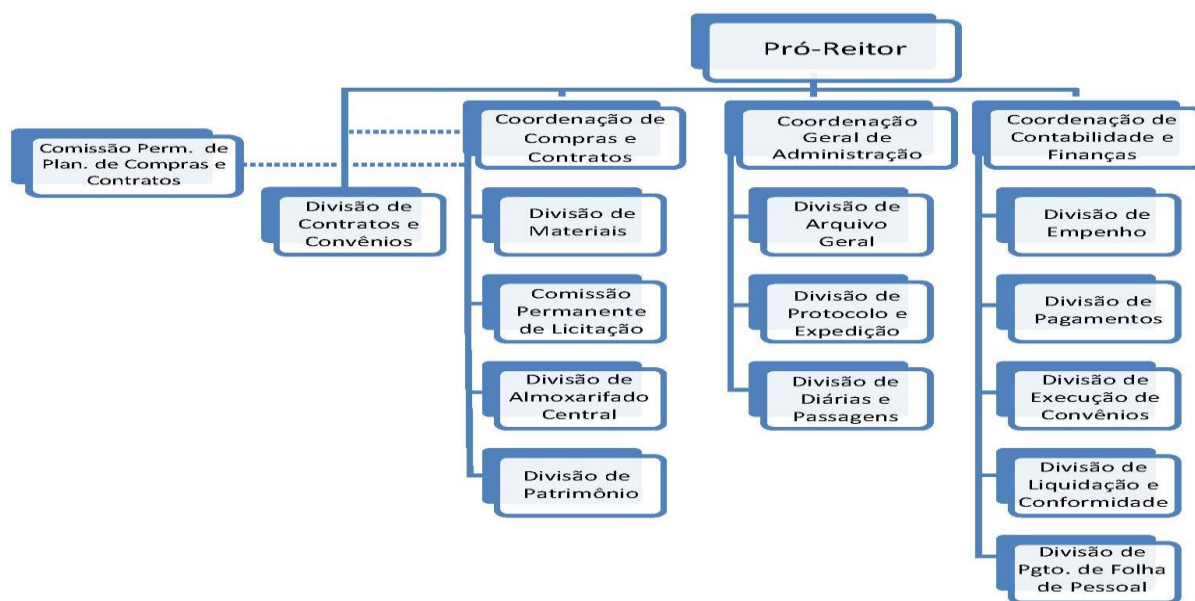 Pró-Reitor
Comissão Perm. de
Plan. de Compras e
Contratos
Divisão de
Contratos e
Convênios
Coordenação de
Compras e
Contratos
Divisão de
Materiais
Comissão
Permanente
de Licitação
Divisão de
Almoxarifado
Central
Divisão de
Patrimônio
Coordenação
Geral de
Administração
Divisão de
Arquivo
Geral
Divisão de
Protocolo e
Expedição
Divisão de
Diárias e
Passagens
Coordenação de
Contabilidade e
Finanças
Divisão de
Empenho
Divisão de
Pagamentos
Divisão de
Execução de
Convênios
Divisão de
Liquidação e
Conformidade
Divisão de
Pgto. de Folha
de Pessoal